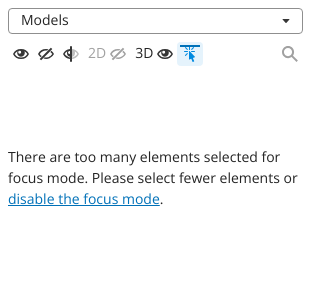 Models
2D 3D
There are too many elements selected for
focus mode. Please select fewer elements or
disable the focus mode.